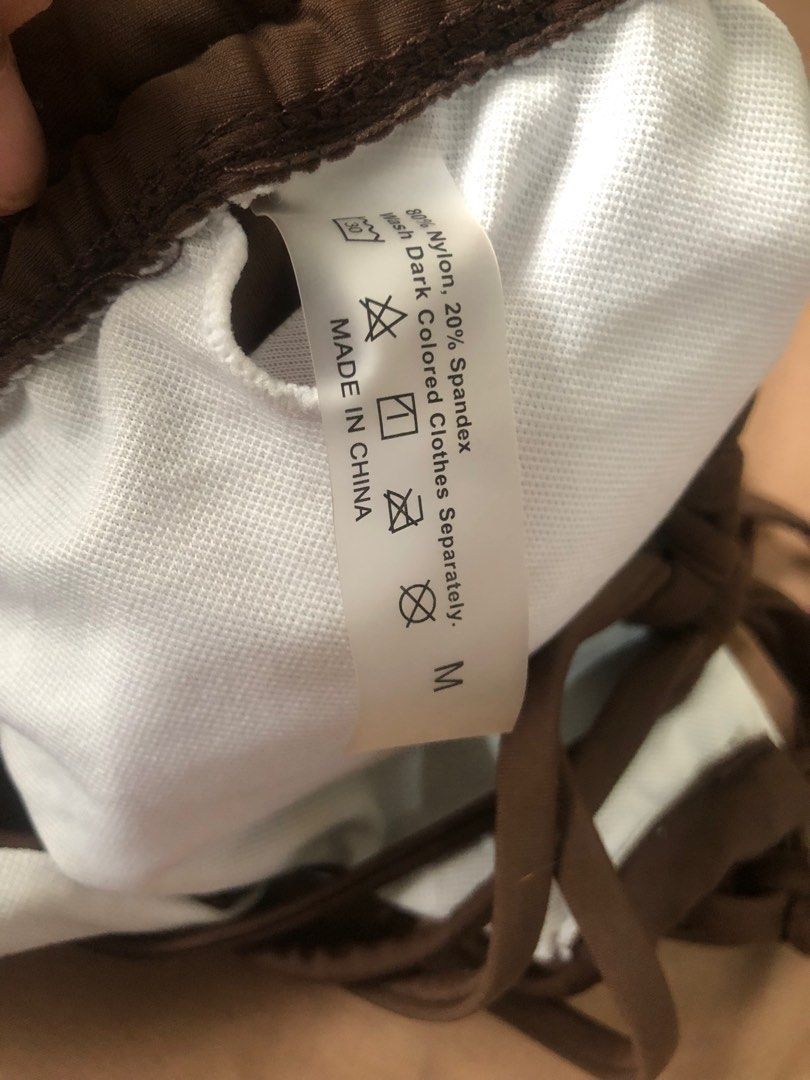 80% Nylon, 20% Spandex
Wash Dark Colored Clothes Separately. M
30
MADE IN CHINA